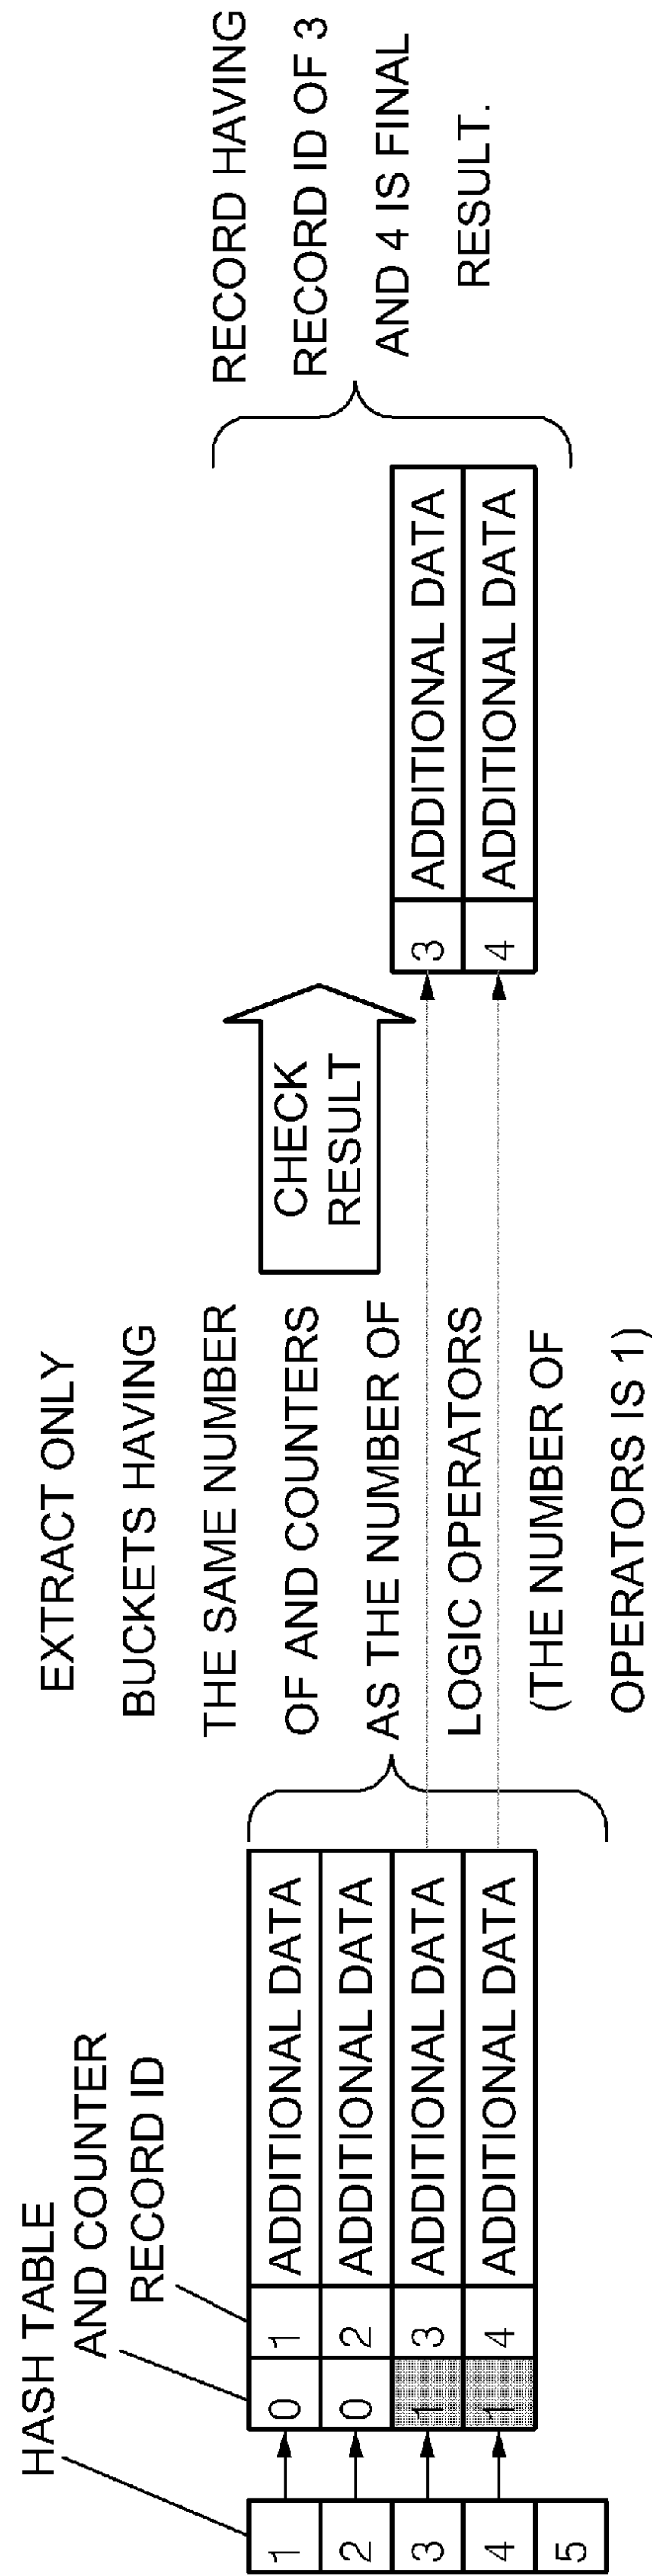 HASH TABLE
AND COUNTER
RECORD ID
1
2
3
4
5
0 1 ADDITIONAL DATA
0 2 ADDITIONAL DATA
1 3 ADDITIONAL DATA
1 4 ADDITIONAL DATA
EXTRACT ONLY
BUCKETS HAVING
THE SAME NUMBER
OF AND COUNTERS
AS THE NUMBER OF
LOGIC OPERATORS
(THE NUMBER OF
OPERATORS IS 1)
CHECK
RESULT
3 ADDITIONAL DATA
4 ADDITIONAL DATA
RECORD HAVING
RECORD ID OF 3
AND 4 IS FINAL
RESULT.